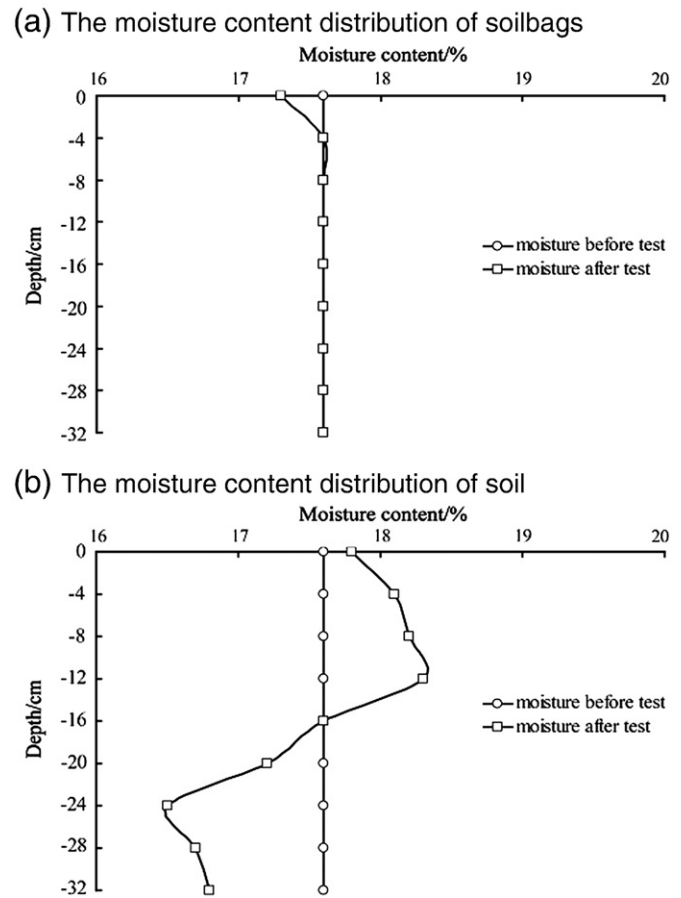 (a) The moisture content distribution of soilbags
Moisture content/%
16 17 18 19 20
0
-4
-8
-12
-16
-20
-24
-28
-32
Depth/cm
moisture before test
moisture after test
(b) The moisture content distribution of soil
Moisture content/%
16 17 18 19 20
0
-4
-8
-12
-16
-20
-24
-28
-32
Depth/cm
moisture before test
moisture after test